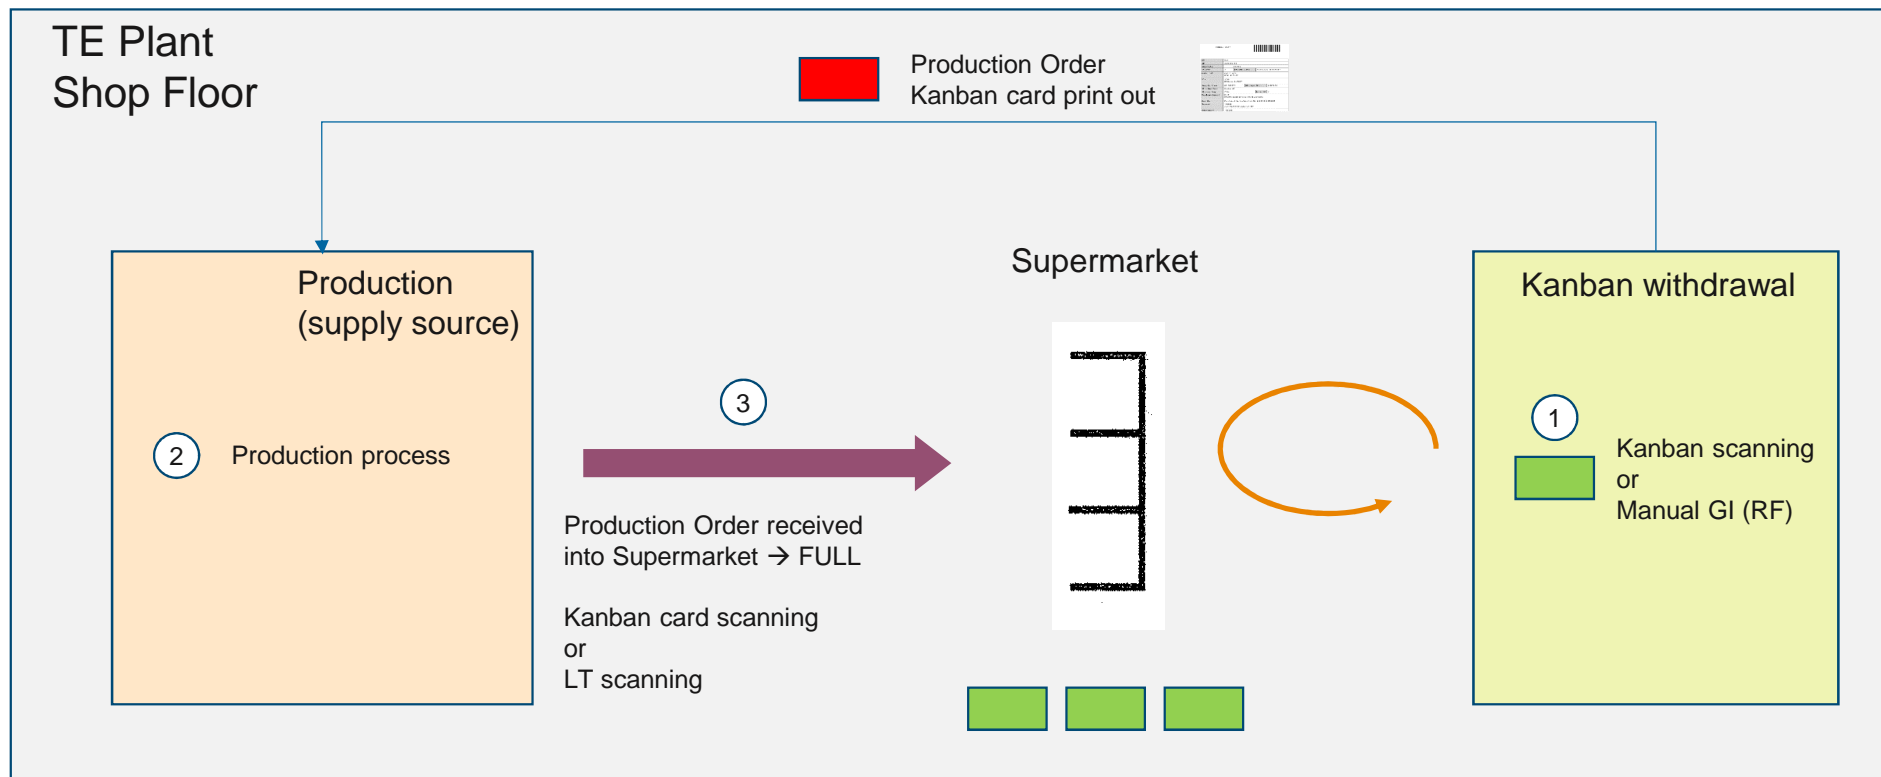 TE Plant
Shop Floor
Production Order
Kanban card print out
Production
(supply source)
2
Production process
3
Production Order received
into Supermarket → FULL
Kanban card scanning
or
LT scanning
Supermarket
Kanban withdrawal
1
Kanban scanning
or
Manual GI (RF)